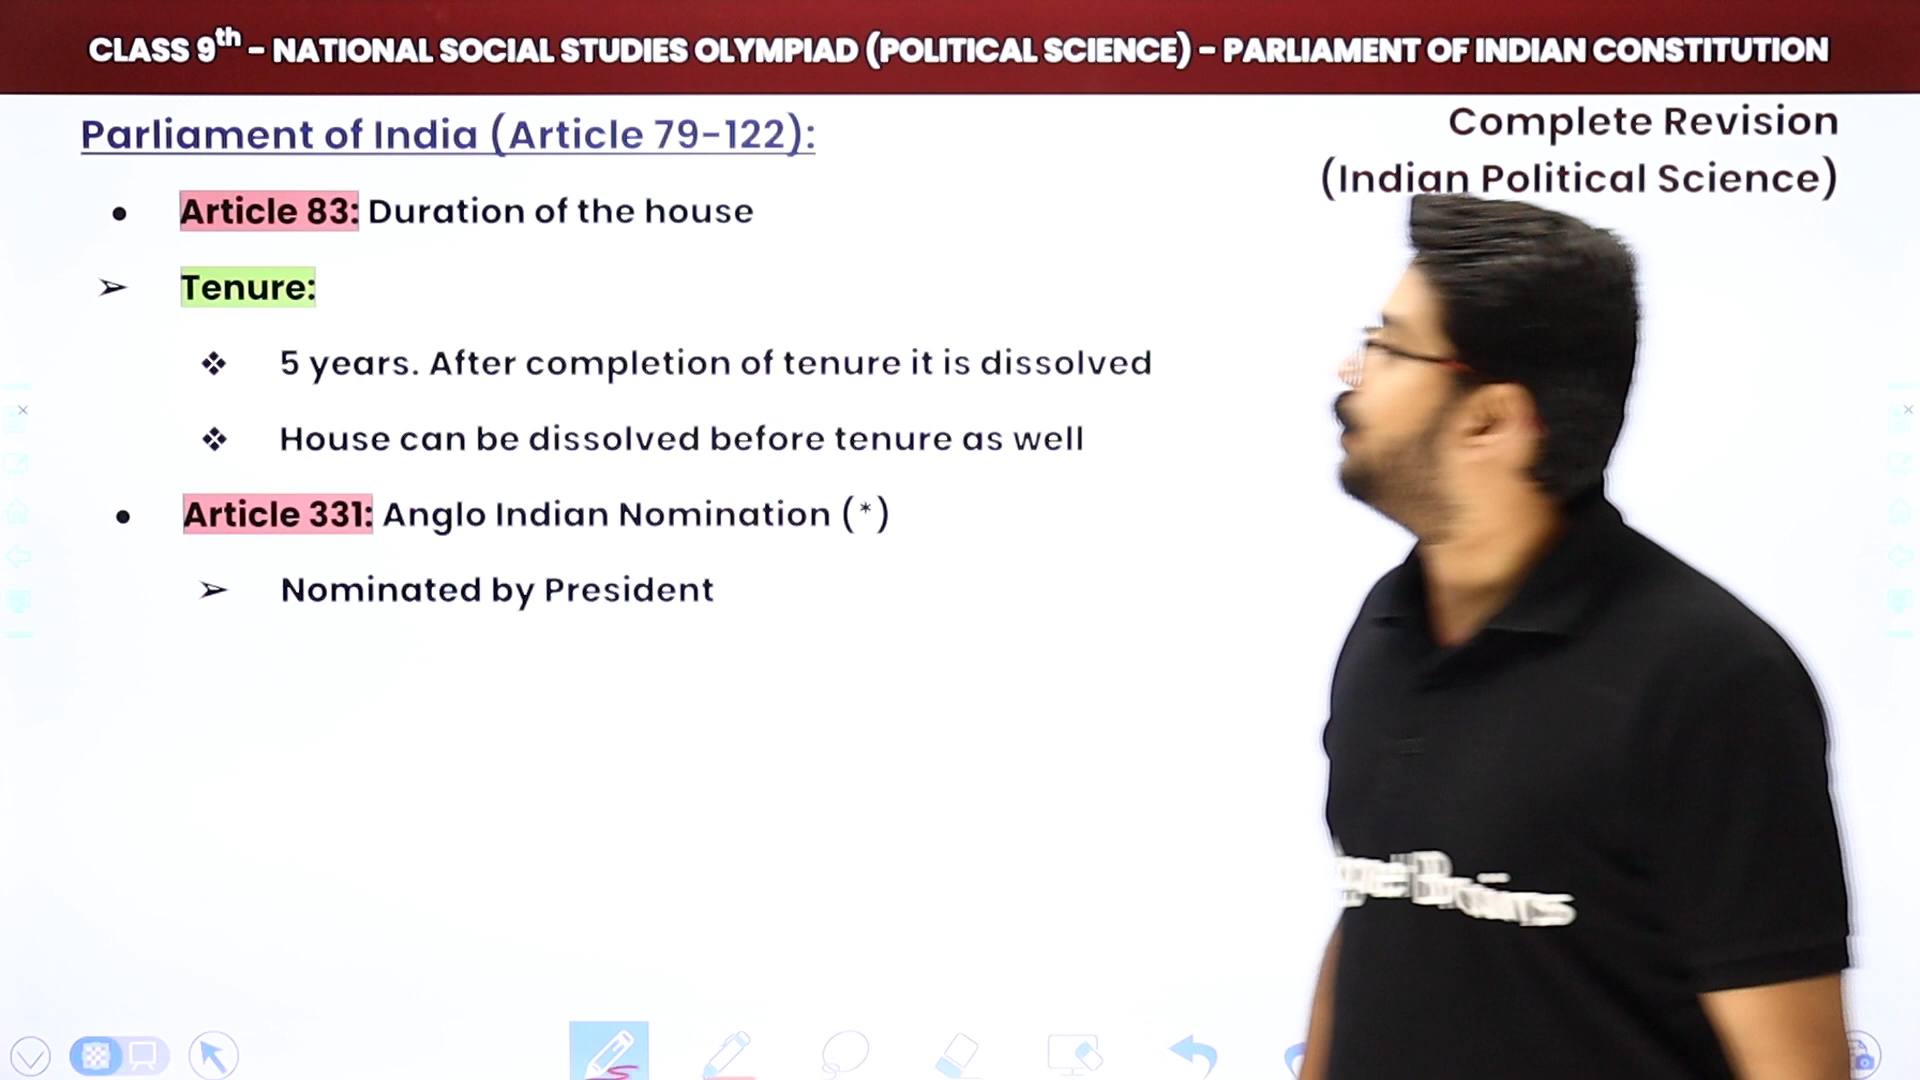 CLASS 9th - NATIONAL SOCIAL STUDIES OLYMPIAD (POLITICAL SCIENCE) - PARLIAMENT OF INDIAN CONSTITUTION
Parliament of India (Article 79-122):
Complete Revision
(Indian Political Science)
• Article 83: Duration of the house
➢ Tenure:
❖ 5 years. After completion of tenure it is dissolved
❖ House can be dissolved before tenure as well
• Article 331: Anglo Indian Nomination (*)
➢ Nominated by President
Brains